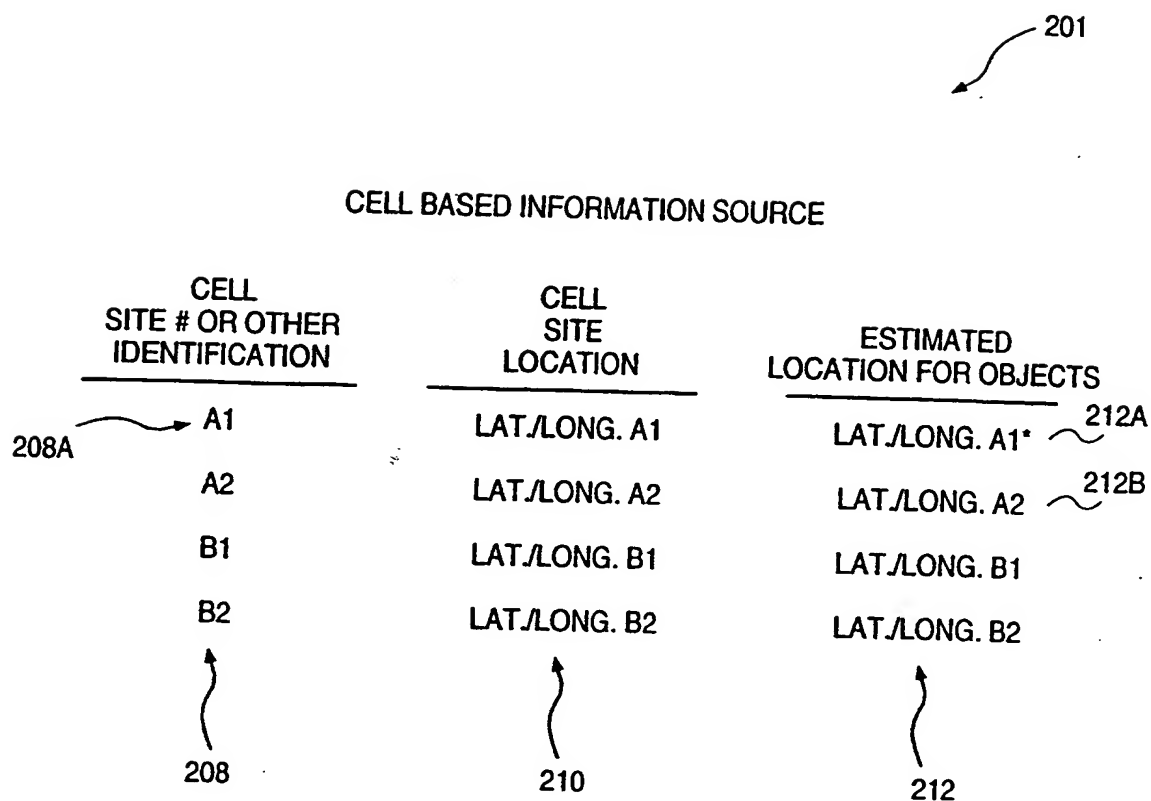 201
CELL BASED INFORMATION SOURCE
CELL
SITE # OR OTHER
IDENTIFICATION
CELL
SITE
LOCATION
ESTIMATED
LOCATION FOR OBJECTS
208A A1 LAT./LONG. A1 LAT./LONG. A1* 212A
A2 LAT./LONG. A2 LAT./LONG. A2 212B
B1 LAT./LONG. B1 LAT./LONG. B1
B2 LAT./LONG. B2 LAT./LONG. B2
208 210 212